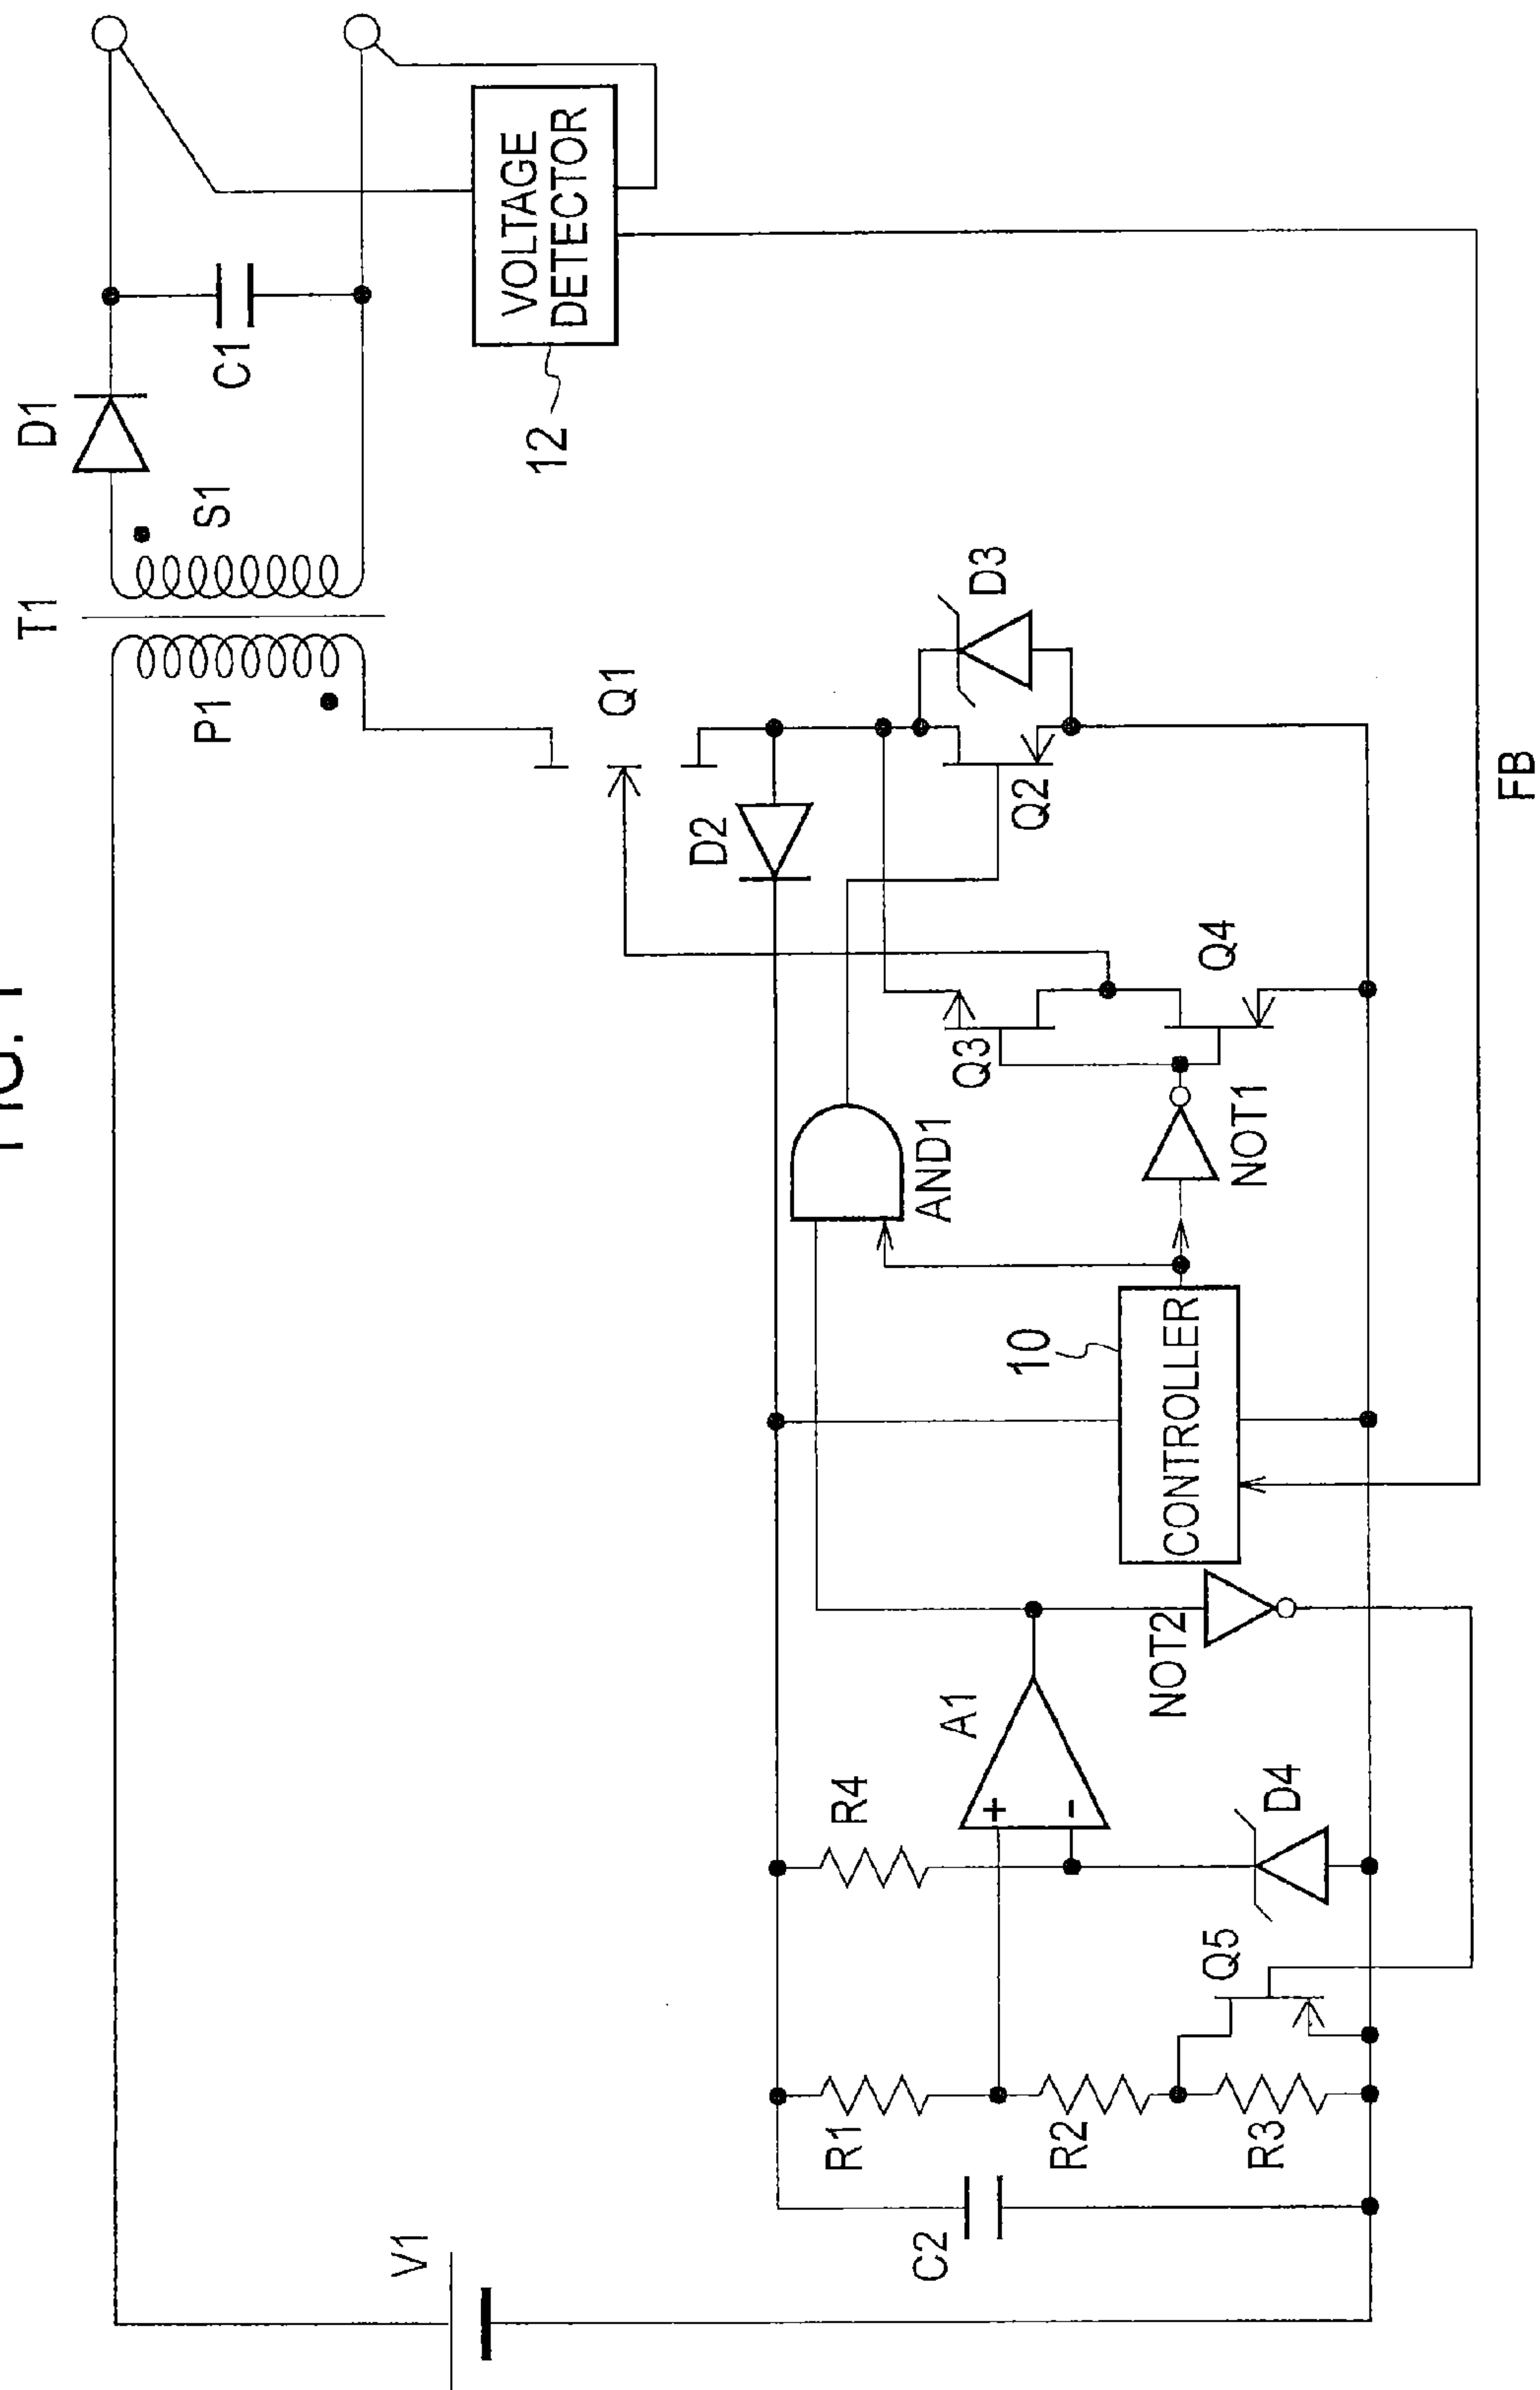 FIG. 1
T1
D1
P1
S1
C1
V1
Q1
12
VOLTAGE
DETECTOR
D2
D3
C2
R1
R4
A1
+
-
AND1
Q3
Q2
10
R2
Q5
NOT2
CONTROLLER
NOT1
Q4
R3
D4
FB